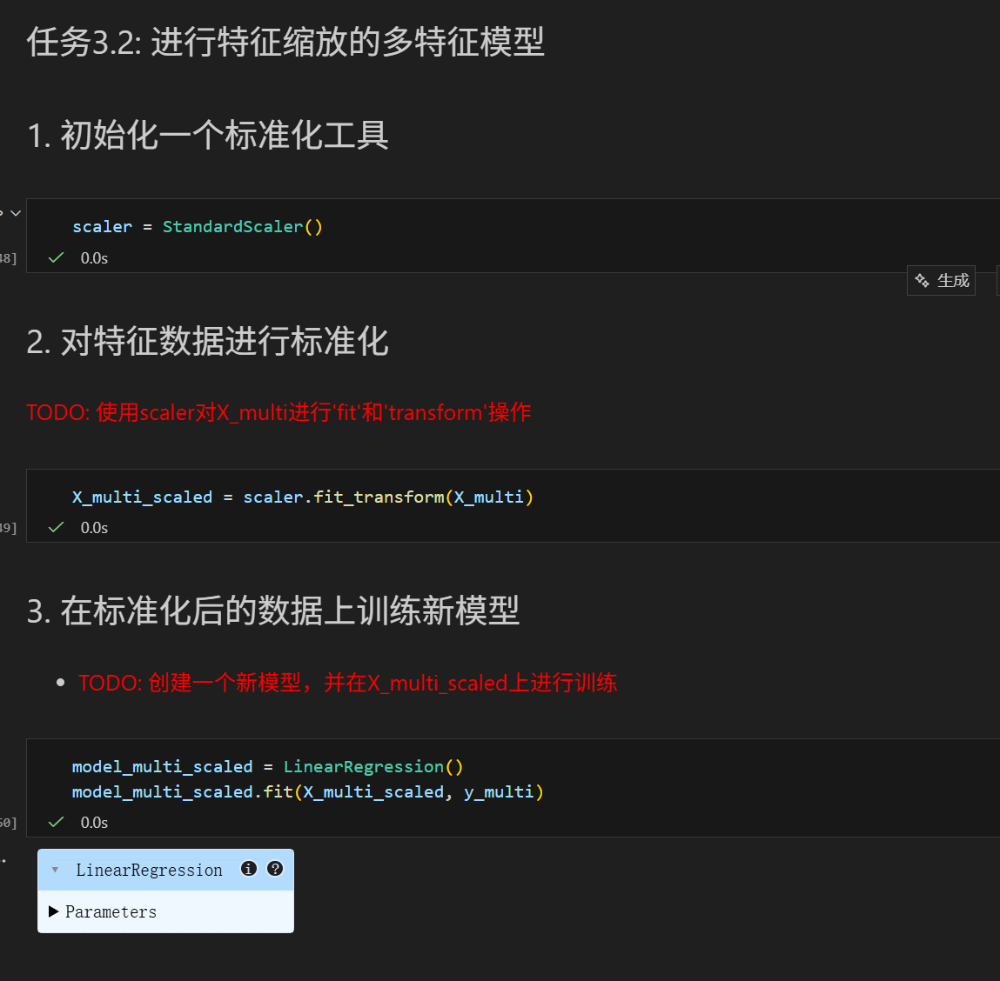 任务3.2: 进行特征缩放的多特征模型
1. 初始化一个标准化工具
scaler = StandardScaler()
48]
0.0s
生成
2. 对特征数据进行标准化
TODO: 使用scaler对X_multi进行'fit'和'transform'操作
X_multi_scaled = scaler.fit_transform(X_multi)
49]
0.0s
3. 在标准化后的数据上训练新模型
• TODO: 创建一个新模型，并在X_multi_scaled上进行训练
model_multi_scaled = LinearRegression()
model_multi_scaled.fit(X_multi_scaled, y_multi)
50]
0.0s
LinearRegression
Parameters